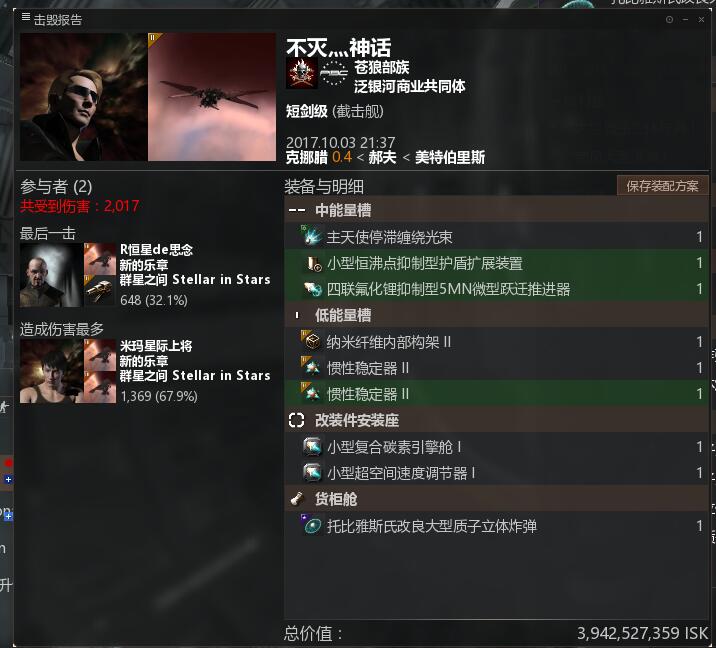 击毁报告
不灭灬神话
苍狼部族
泛银河商业共同体
短剑级 (截击舰)
2017.10.03 21:37
克挪腊 0.4 < 郝夫 < 美特伯里斯
参与者 (2)
共受到伤害：2,017
最后一击
R恒星de思念
新的乐章
群星之间 Stellar in Stars
648 (32.1%)
造成伤害最多
米玛星际上将
新的乐章
群星之间 Stellar in Stars
1,369 (67.9%)
装备与明细
保存装配方案
中能量槽
主天使停滞缠绕光束 1
小型恒沸点抑制型护盾扩展装置 1
四联氟化锂抑制型5MN微型跃迁推进器 1
低能量槽
纳米纤维内部构架 II 1
惯性稳定器 II 1
惯性稳定器 II 1
改装件安装座
小型复合碳素引擎舱 I 1
小型超空间速度调节器 I 1
货柜舱
托比雅斯氏改良大型质子立体炸弹 1
总价值： 3,942,527,359 ISK